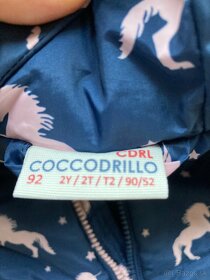 CDRL
COCCODRILLO
92 2Y / 2T / T2 / 90/52